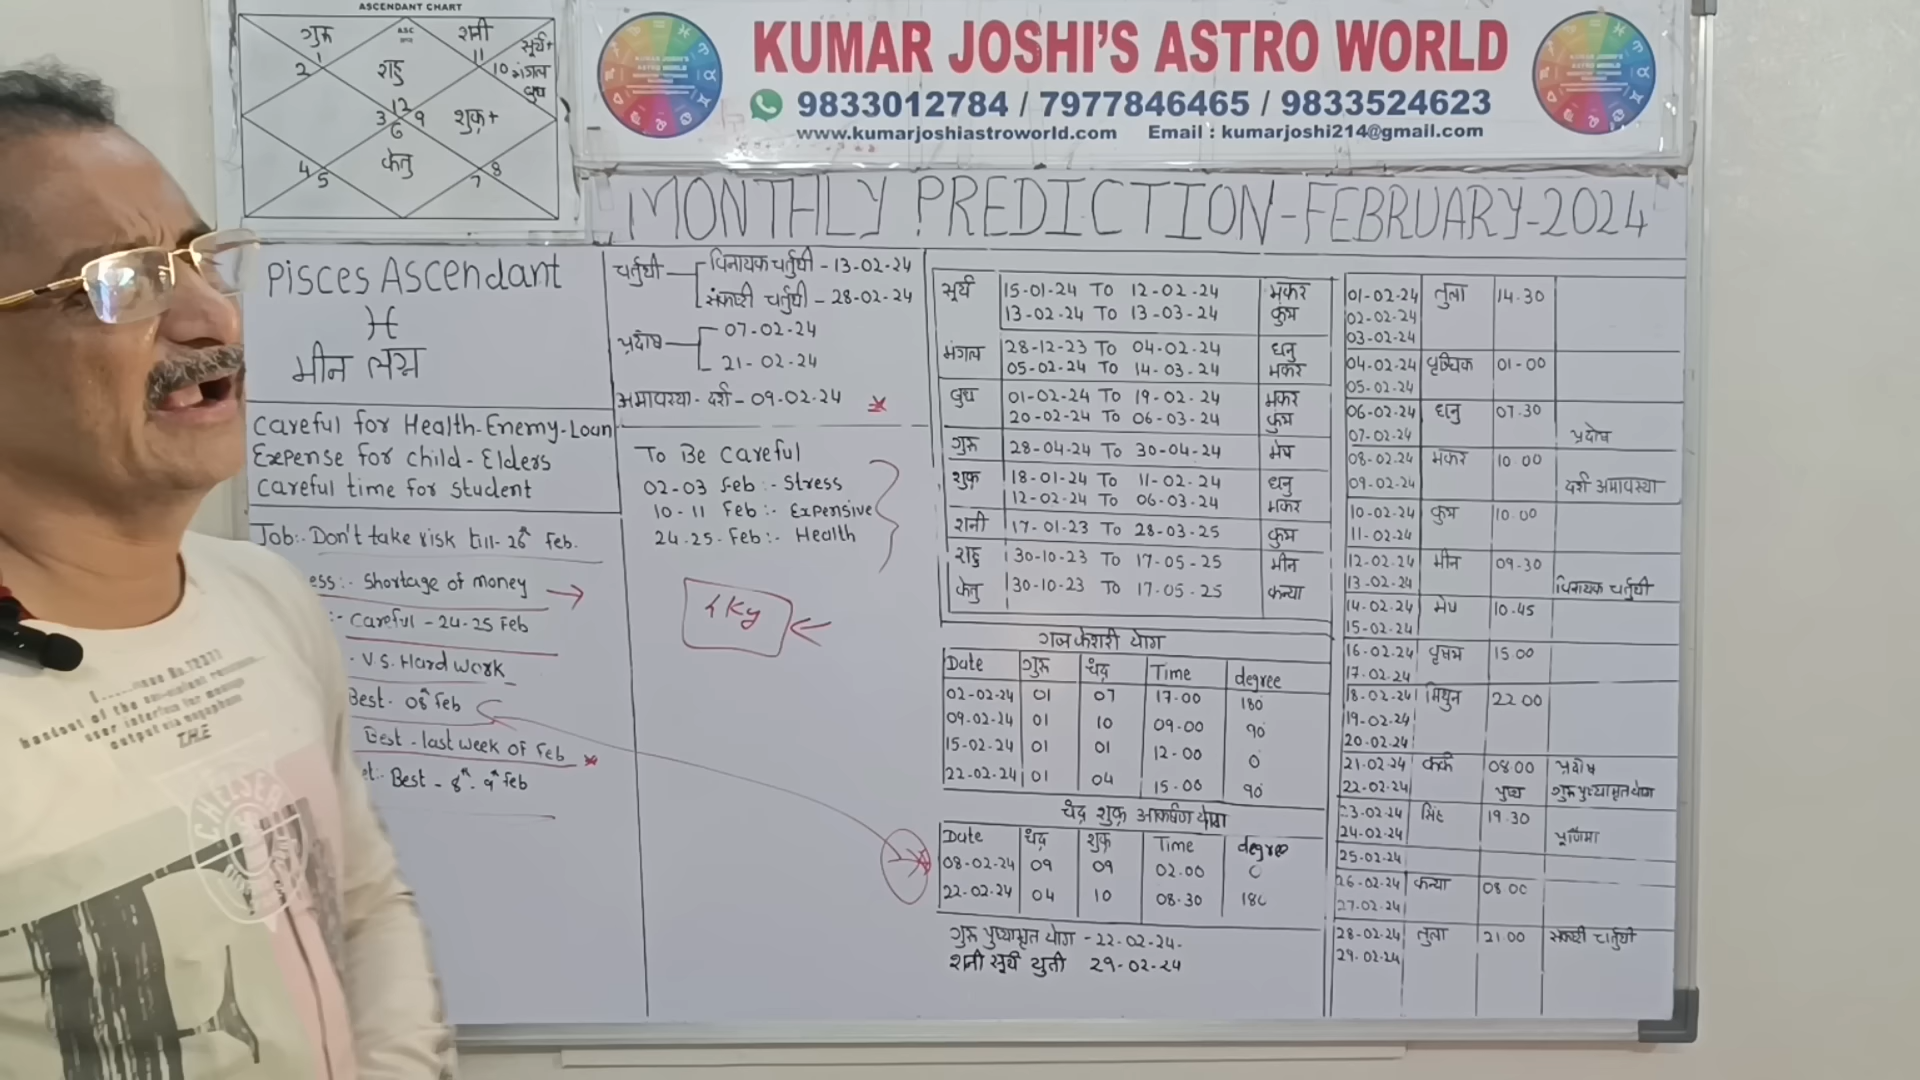 ASCENDANT CHART
ASC
लग्न
गुरु
1
2
राहु
शनी
11
10
सूर्य+
मंगल
बुध
12
3
9
6
शुक्र+
केतु
4
5
8
7
KUMAR JOSHI'S ASTRO WORLD
9833012784 / 7977846465 / 9833524623
www.kumarjoshiastroworld.com Email : kumarjoshi214@gmail.com
MONTHLY PREDICTION-FEBRUARY-2024
Pisces Ascendant
♓
मीन लग्न
Careful for Health-Enemy-Loan
Expense for child-Elders
Careful time for student
Job:- Don't take risk till-26th Feb.
ess:- Shortage of money
:- Careful-24-25 Feb
- V.S. Hard work
Best- 08th Feb
Best-last week of Feb
et:- Best - 8th-9th Feb
चर्तुथी
विनायक चर्तुथी - 13-02-24
संकष्टी चर्तुथी - 28-02-24
प्रदोष
07-02-24
21-02-24
अमावस्या-दर्श-09-02-24
To Be Careful
02-03 Feb:- Stress
10-11 Feb:- Expensive
24-25-Feb:- Health
सूर्य 15-01-24 TO 12-02-24 मकर
13-02-24 TO 13-03-24 कुंभ
मंगल 28-12-23 TO 04-02-24 धनु
05-02-24 TO 14-03-24 मकर
बुध 01-02-24 TO 19-02-24 मकर
20-02-24 TO 06-03-24 कुंभ
गुरु 28-04-24 TO 30-04-24 मेष
शुक्र 18-01-24 TO 11-02-24 धनु
12-02-24 TO 06-03-24 मकर
शनी 17-01-23 TO 28-03-25 कुंभ
राहु 30-10-23 TO 17-05-25 मीन
केतु 30-10-23 TO 17-05-25 कन्या
गजकेशरी योग
Date गुरु चंद्र Time degree
02-02-24 01 07 17-00 180
09-02-24 01 10 09-00 90
15-02-24 01 01 12-00 0
22-02-24 01 04 15-00 90
चंद्र शुक्र आकर्षण योग
Date चंद्र शुक्र Time degree
08-02-24 09 09 02.00 0
22-02-24 04 10 08-30 180
गुरु पुष्यामृत योग -22-02-24-
शनी सूर्य युती 29-02-24
01-02-24 तुला 14.30
02-02-24
03-02-24
04-02-24 वृश्चिक 01-00
05-02-24
06-02-24 धनु 07.30
07-02-24 प्रदोष
08-02-24 मकर 10.00
09-02-24 दर्श अमावस्या
10-02-24 कुंभ 10.00
11-02-24
12-02-24 मीन 09-30
13-02-24 विनायक चर्तुथी
14-02-24 मेष 10.45
15-02-24
16-02-24 वृषभ 15.00
17-02-24
18-02-24 मिथुन 22.00
19-02-24
20-02-24
21-02-24 कर्क 08.00 प्रदोष
22-02-24 पुष्य गुरुपुष्यामृत योग
23-02-24 सिंह 19.30
24-02-24 पूर्णिमा
25-02-24
26-02-24 कन्या 08.00
27-02-24
28-02-24 तुला 21.00 संकष्टी चर्तुथी
29-02-24